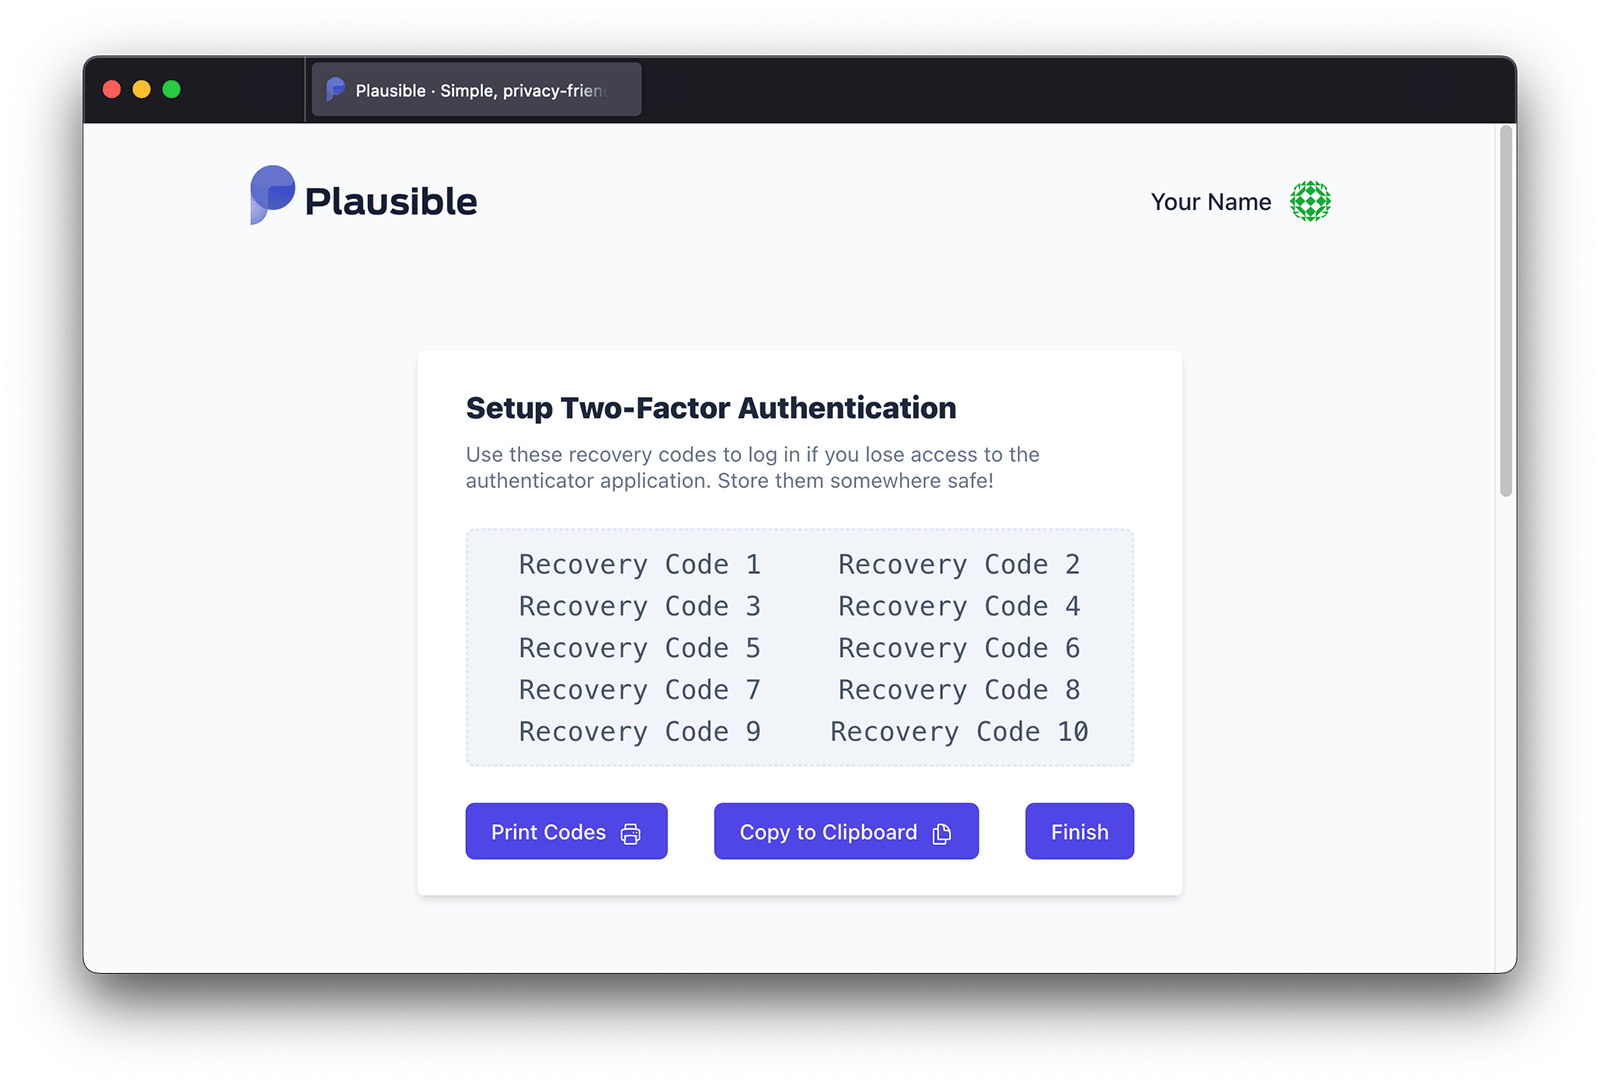 Plausible · Simple, privacy-frien
Plausible
Your Name
Setup Two-Factor Authentication
Use these recovery codes to log in if you lose access to the
authenticator application. Store them somewhere safe!
Recovery Code 1 Recovery Code 2
Recovery Code 3 Recovery Code 4
Recovery Code 5 Recovery Code 6
Recovery Code 7 Recovery Code 8
Recovery Code 9 Recovery Code 10
Print Codes Copy to Clipboard Finish